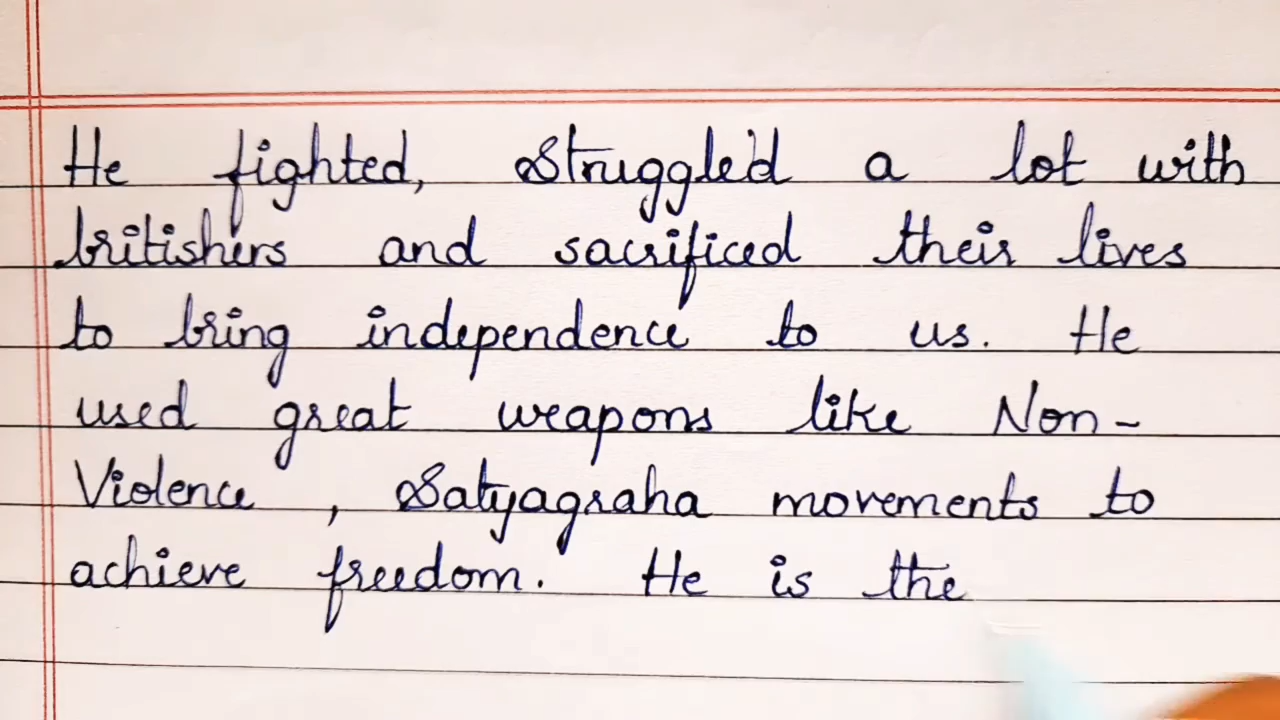 He fighted, Struggled a lot with
britishers and sacrificed their lives
to bring independence to us. He
used great weapons like Non-
Violence , Satyagraha movements to
achieve freedom. He is the